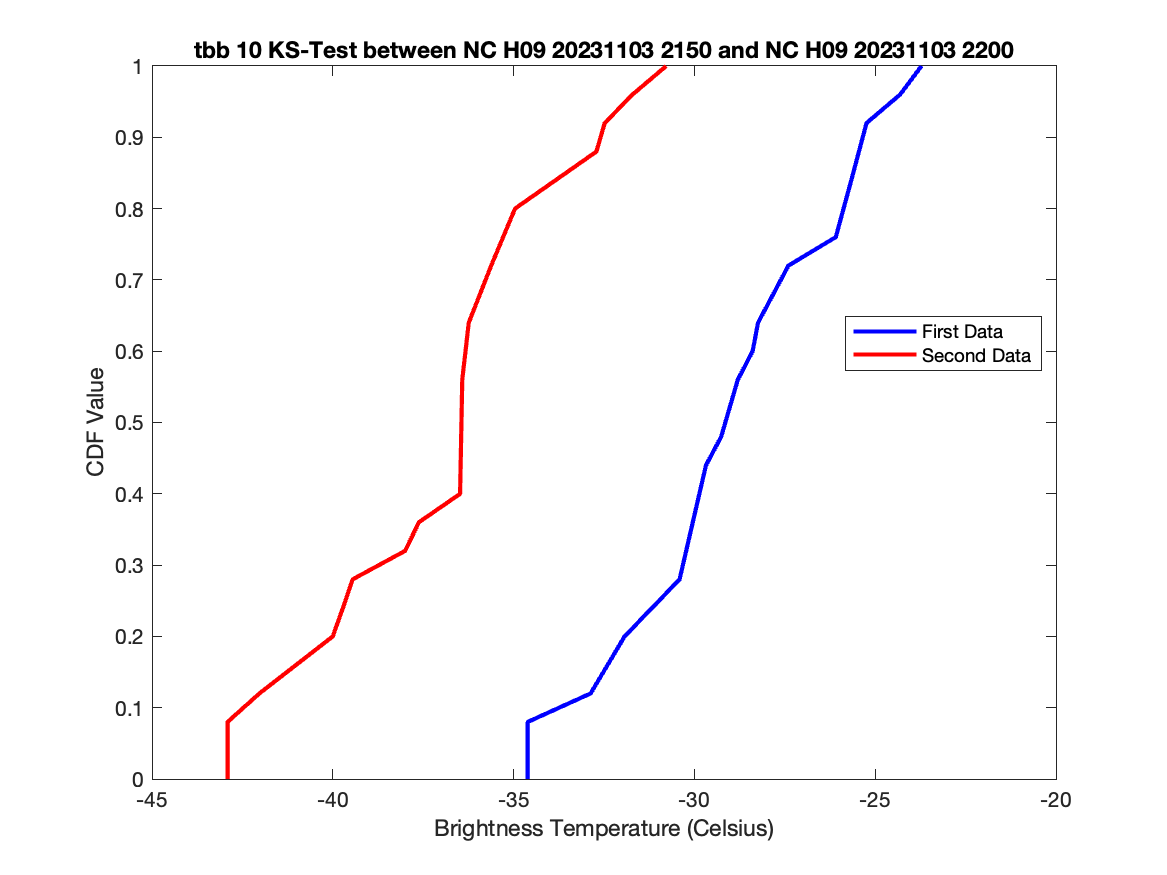 tbb 10 KS-Test between NC H09 20231103 2150 and NC H09 20231103 2200
1
0.9
0.8
0.7
0.6
0.5
0.4
0.3
0.2
0.1
0
CDF Value
First Data
Second Data
-45 -40 -35 -30 -25 -20
Brightness Temperature (Celsius)